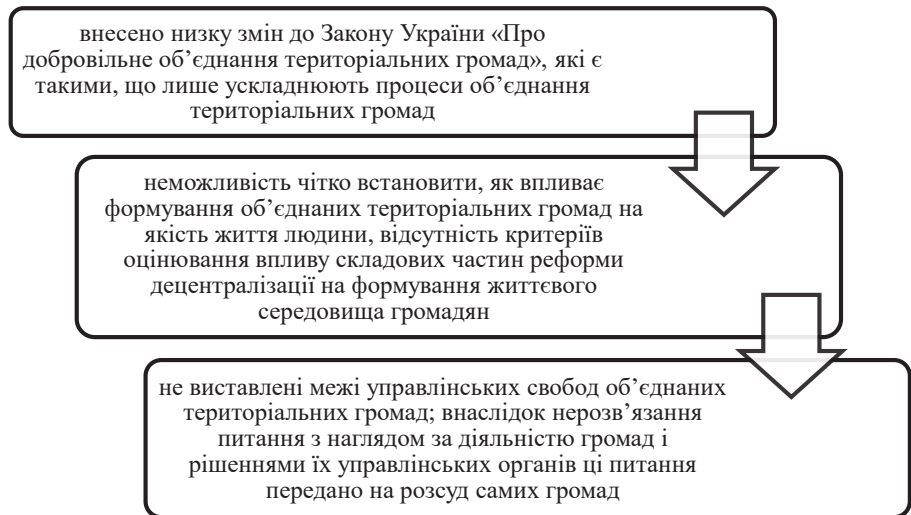 внесено низку змін до Закону України «Про
добровільне об’єднання територіальних громад», які є
такими, що лише ускладнюють процеси об’єднання
територіальних громад
неможливість чітко встановити, як впливає
формування об’єднаних територіальних громад на
якість життя людини, відсутність критеріїв
оцінювання впливу складових частин реформи
децентралізації на формування життєвого
середовища громадян
не виставлені межі управлінських свобод об’єднаних
територіальних громад; внаслідок нерозв’язання
питання з наглядом за діяльністю громад і
рішеннями їх управлінських органів ці питання
передано на розсуд самих громад